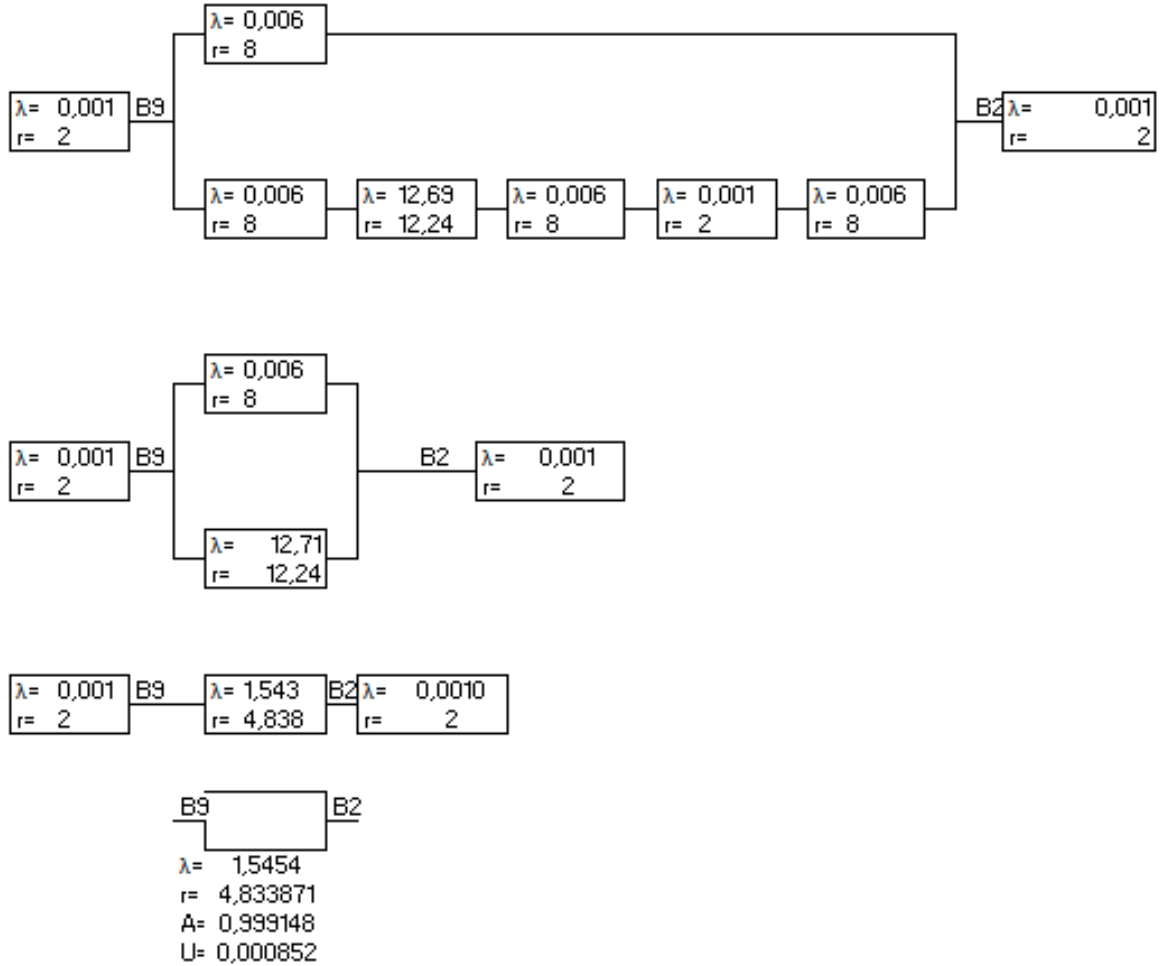 λ= 0,006
r= 8
λ= 0,001 B9 B2 λ= 0,001
r= 2 r= 2
λ= 0,006 λ= 12,69 λ= 0,006 λ= 0,001 λ= 0,006
r= 8 r= 12,24 r= 8 r= 2 r= 8
λ= 0,006
r= 8
λ= 0,001 B9 B2 λ= 0,001
r= 2 r= 2
λ= 12,71
r= 12,24
λ= 0,001 B9 λ= 1,543 B2 λ= 0,0010
r= 2 r= 4,838 r= 2
B9 B2
λ= 1,5454
r= 4,833871
A= 0,999148
U= 0,000852